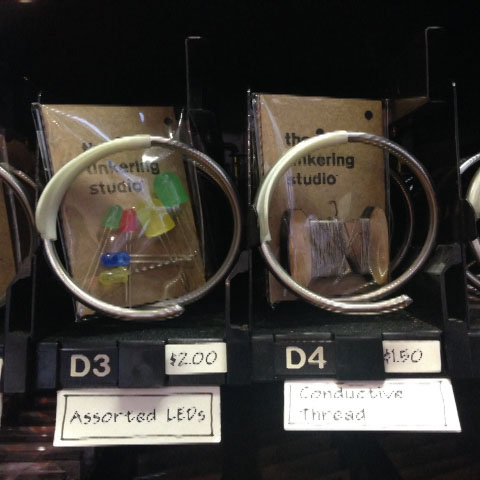 the
tinkering
studio
the
tinkering
studio
D3
$2.00
D4
$1.50
Assorted LEDs
Conductive
Thread